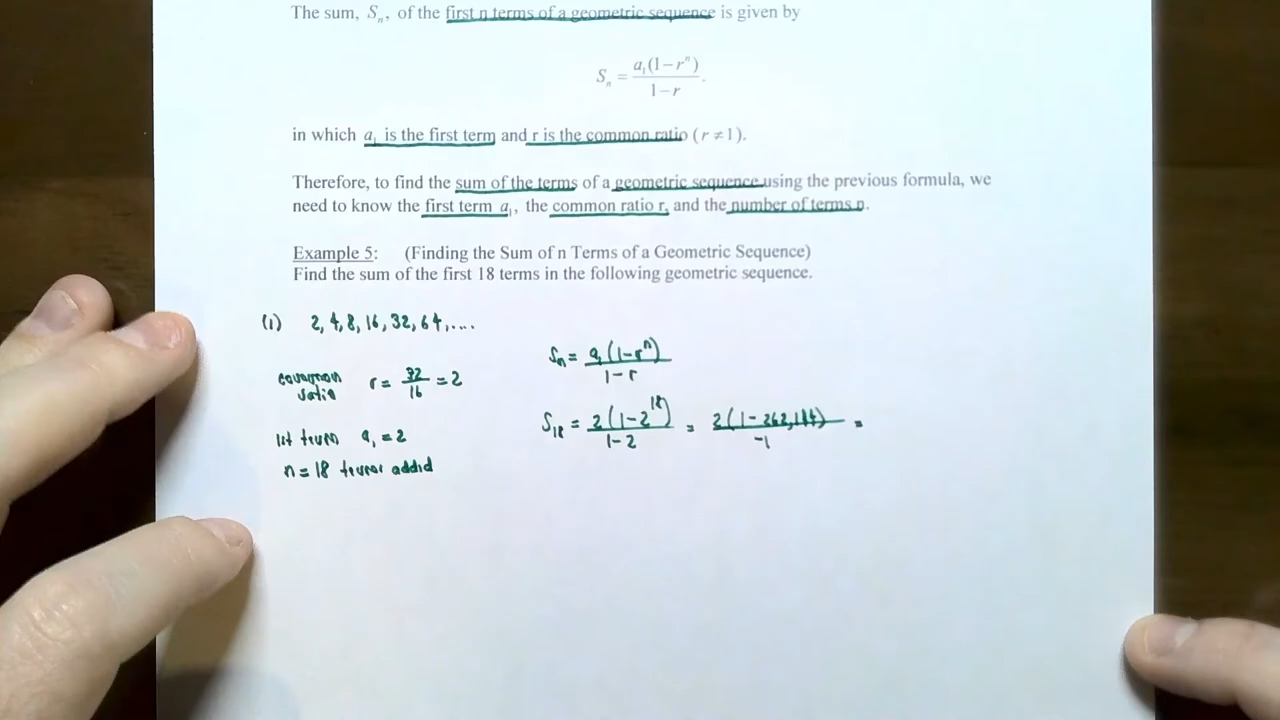 The sum, Sₙ, of the first n terms of a geometric sequence is given by
Sₙ = a₁(1−rⁿ) / 1−r.
in which a₁ is the first term and r is the common ratio (r ≠ 1).
Therefore, to find the sum of the terms of a geometric sequence using the previous formula, we
need to know the first term a₁, the common ratio r, and the number of terms n.
Example 5: (Finding the Sum of n Terms of a Geometric Sequence)
Find the sum of the first 18 terms in the following geometric sequence.
(1) 2, 4, 8, 16, 32, 64, ....
common ratio r = 32/16 = 2
1st term a₁ = 2
n = 18 terms added
Sₙ = a₁(1−rⁿ) / 1−r
S₁₈ = 2(1−2¹⁸) / 1−2 = 2(1−262,144) / −1 =